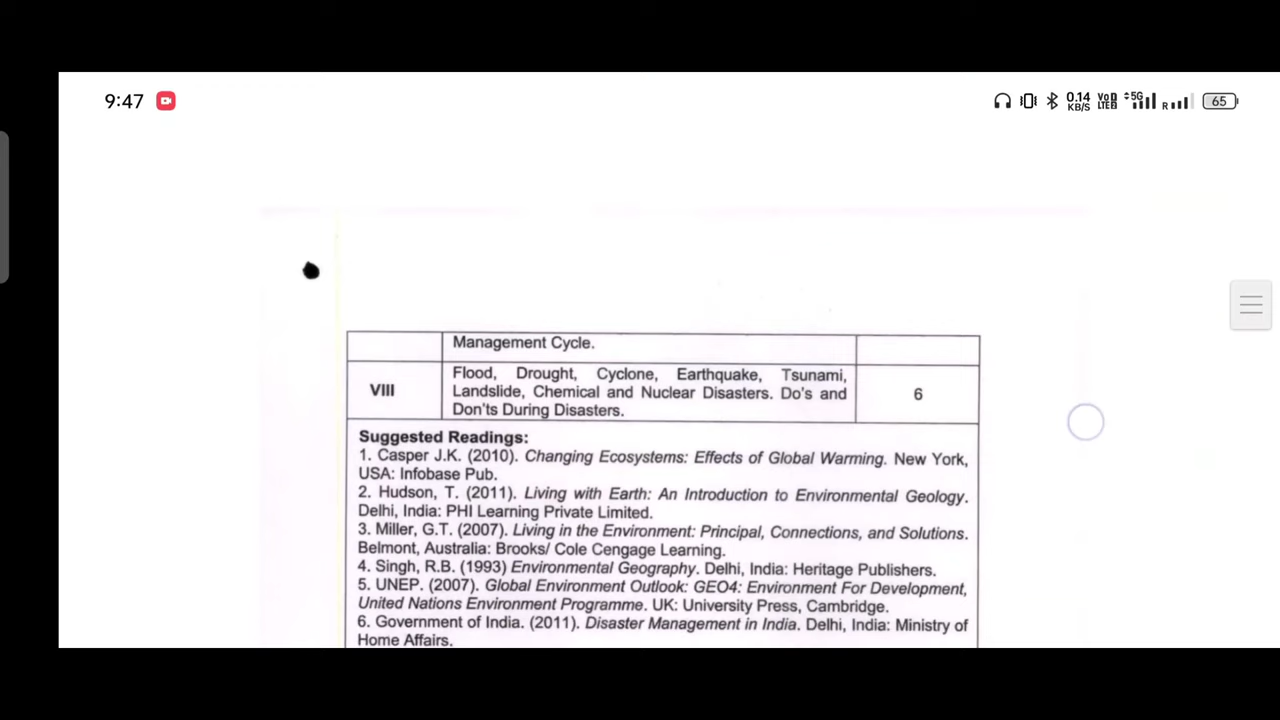 9:47
0.14 KB/S VoD LTEB 5G R 65
Management Cycle.
VIII
Flood, Drought, Cyclone, Earthquake, Tsunami,
Landslide, Chemical and Nuclear Disasters. Do's and
Don'ts During Disasters.
6
Suggested Readings:
1. Casper J.K. (2010). Changing Ecosystems: Effects of Global Warming. New York,
USA: Infobase Pub.
2. Hudson, T. (2011). Living with Earth: An Introduction to Environmental Geology.
Delhi, India: PHI Learning Private Limited.
3. Miller, G.T. (2007). Living in the Environment: Principal, Connections, and Solutions.
Belmont, Australia: Brooks/ Cole Cengage Learning.
4. Singh, R.B. (1993) Environmental Geography. Delhi, India: Heritage Publishers.
5. UNEP. (2007). Global Environment Outlook: GEO4: Environment For Development,
United Nations Environment Programme. UK: University Press, Cambridge.
6. Government of India. (2011). Disaster Management in India. Delhi, India: Ministry of
Home Affairs.